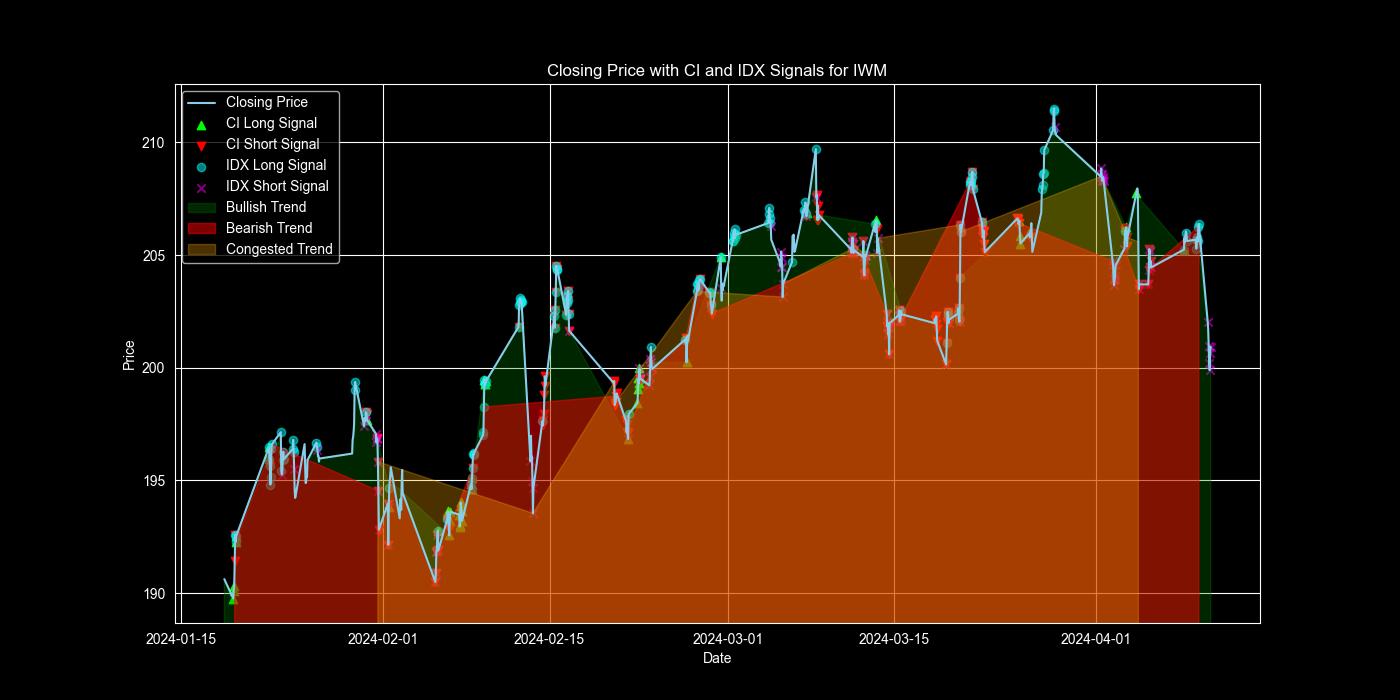 Closing Price with CI and IDX Signals for IWM
Closing Price
CI Long Signal
CI Short Signal
IDX Long Signal
IDX Short Signal
Bullish Trend
Bearish Trend
Congested Trend
210
205
200
195
190
Price
2024-01-15
2024-02-01
2024-02-15
2024-03-01
2024-03-15
2024-04-01
Date